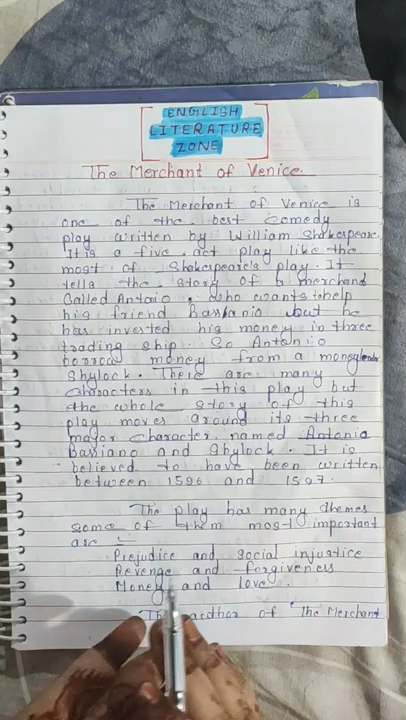 ENGLISH
LITERATURE
ZONE
The Merchant of Venice.
The Merchant of Venice is
one of the best comedy
play written by William Shakespeare.
It is a five act play like the
most of Shakespeare's play. It
tells the story of a merchand
Called Antonio. who wants to help
his friend Bassanio but he
has inverted his money in three
trading ship. So Antonio
borrow money from a moneylender
Shylock. There are many
characters in this play but
the whole story of this
play moves around its three
major character named Antonio
Bassiano and Shylock. It is
believed to have been written
between 1596 and 1597.
The play has many themes
some of them most important
are :-
Prejudice and social injustice
Revenge and forgiveness
Money and love.
The of "The Merchant